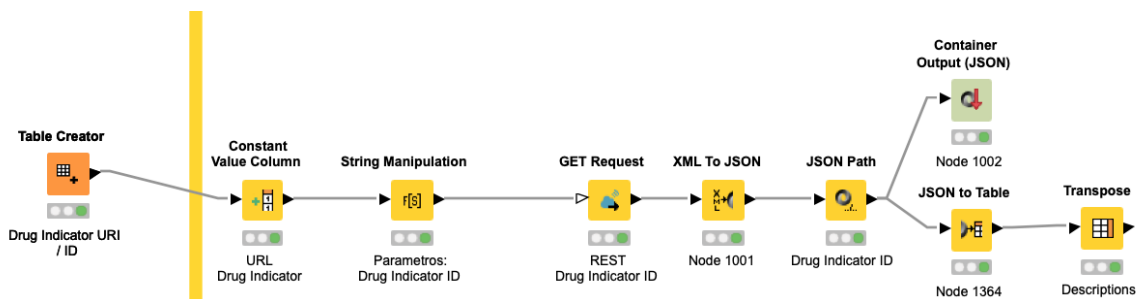 Table Creator
Drug Indicator URI
/ ID
Constant
Value Column
URL
Drug Indicator
String Manipulation
F[S]
Parametros:
Drug Indicator ID
GET Request
REST
Drug Indicator ID
XML To JSON
XML
Node 1001
JSON Path
Drug Indicator ID
Container
Output (JSON)
Node 1002
JSON to Table
Node 1364
Transpose
Descriptions